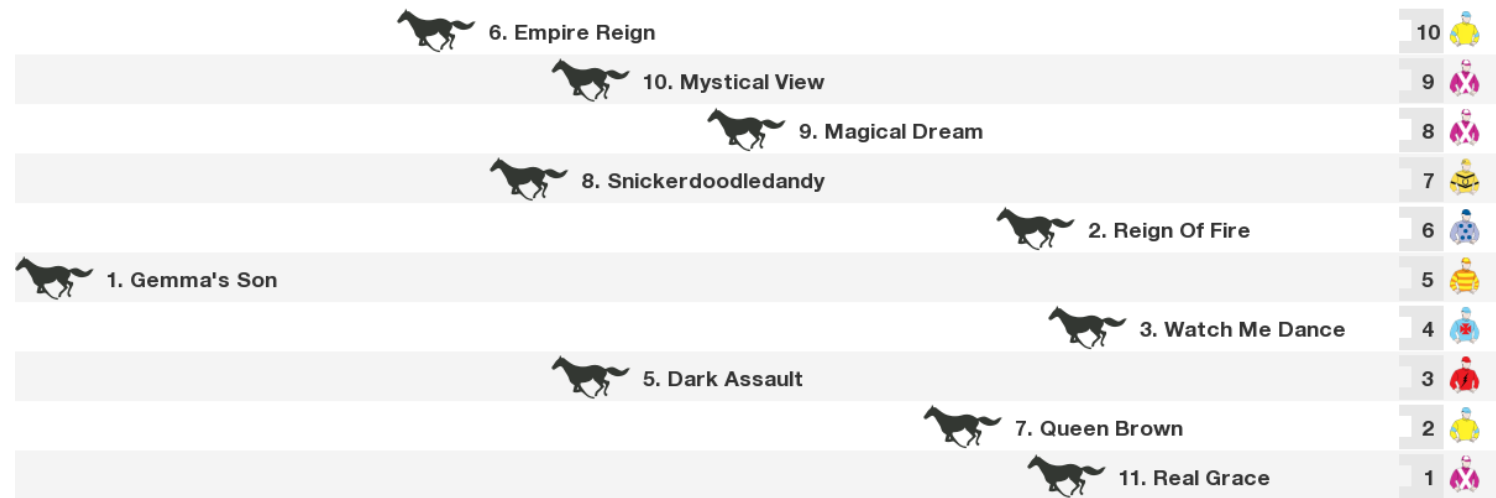 6. Empire Reign 10
10. Mystical View 9
9. Magical Dream 8
8. Snickerdoodledandy 7
2. Reign Of Fire 6
1. Gemma's Son 5
3. Watch Me Dance 4
5. Dark Assault 3
7. Queen Brown 2
11. Real Grace 1